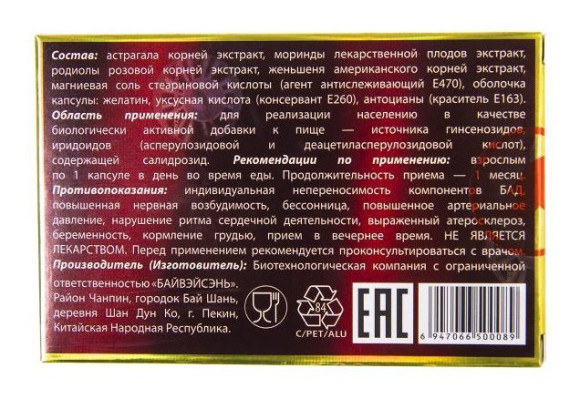 Состав: астрагала корней экстракт, моринды лекарственной плодов экстракт,
родиолы розовой корней экстракт, женьшеня американского корней экстракт,
магниевая соль стеариновой кислоты (агент антислеживающий Е470), оболочка
капсулы: желатин, уксусная кислота (консервант Е260), антоцианы (краситель Е163).
Область применения: для реализации населению в качестве
биологически активной добавки к пище — источника гинсенозидов,
иридоидов (асперулозидовой и деацетиласперулозидовой кислот),
содержащей салидрозид. Рекомендации по применению: взрослым
по 1 капсуле в день во время еды. Продолжительность приема — 1 месяц.
Противопоказания: индивидуальная непереносимость компонентов БАД,
повышенная нервная возбудимость, бессонница, повышенное артериальное
давление, нарушение ритма сердечной деятельности, выраженный атеросклероз,
беременность, кормление грудью, прием в вечернее время. НЕ ЯВЛЯЕТСЯ
ЛЕКАРСТВОМ. Перед применением рекомендуется проконсультироваться с врачом.
Производитель (Изготовитель): Биотехнологическая компания с ограниченной
ответственностью «БАЙВЭЙСЭНЬ».
Район Чанпин, городок Бай Шань,
деревня Шан Дун Ко, г. Пекин,
Китайская Народная Республика.
84
C/PET/ALU
EAC
6 947066 500089